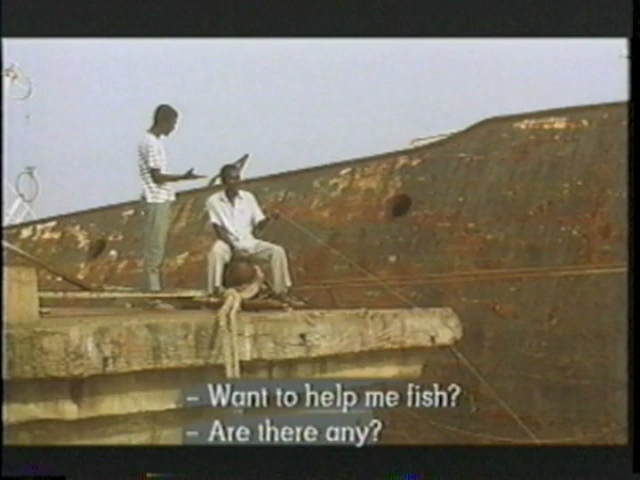 – Want to help me fish?
– Are there any?